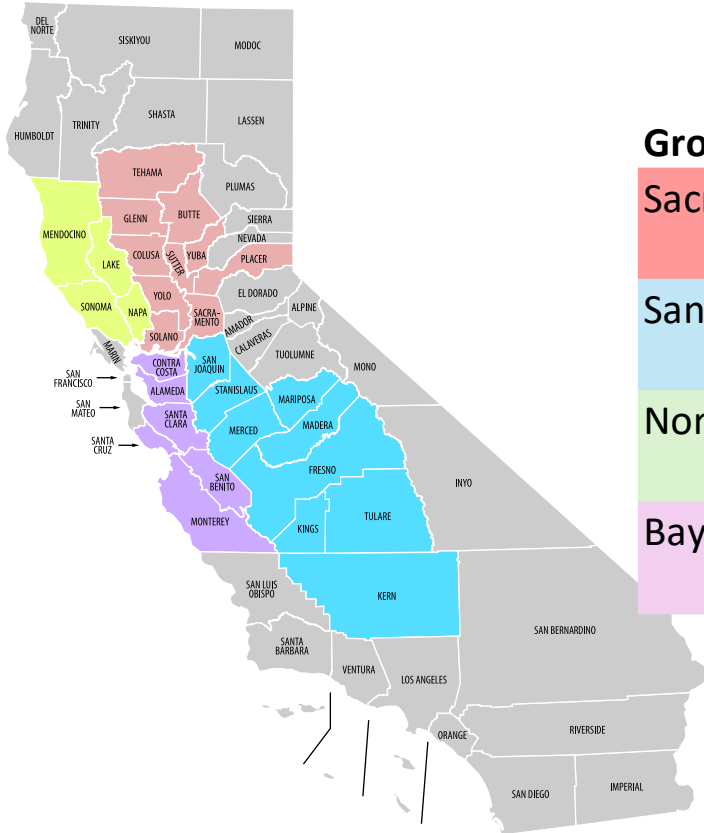 DEL
NORTE
SISKIYOU
MODOC
HUMBOLDT
TRINITY
SHASTA
LASSEN
TEHAMA
PLUMAS
GLENN
BUTTE
SIERRA
MENDOCINO
LAKE
COLUSA
SUTTER
YUBA
NEVADA
PLACER
SONOMA
NAPA
YOLO
SACRA-
MENTO
EL DORADO
ALPINE
SOLANO
AMADOR
CALAVERAS
MARIN
CONTRA
COSTA
SAN
JOAQUIN
TUOLUMNE
MONO
SAN
FRANCISCO
ALAMEDA
STANISLAUS
MARIPOSA
SAN
MATEO
SANTA
CLARA
MERCED
MADERA
SANTA
CRUZ
SAN
BENITO
FRESNO
INYO
MONTEREY
KINGS
TULARE
SAN LUIS
OBISPO
KERN
SANTA
BARBARA
VENTURA
LOS ANGELES
SAN BERNARDINO
ORANGE
RIVERSIDE
SAN DIEGO
IMPERIAL
Gro
Sacr
San
Nor
Bay